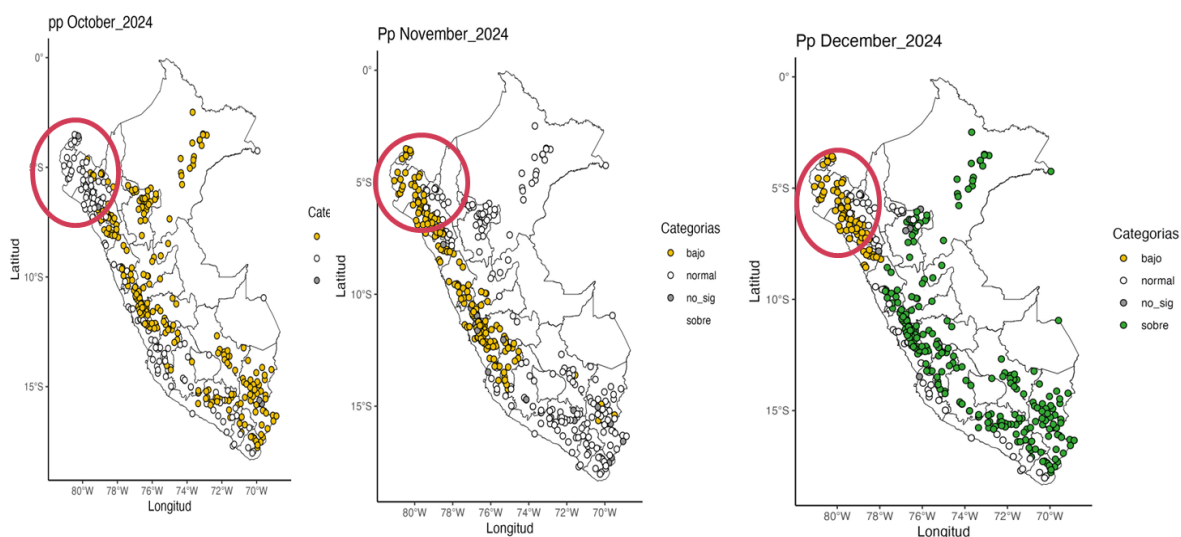 pp October_2024
0°
5°S
10°S
15°S
80°W 78°W 76°W 74°W 72°W 70°W
Longitud
Latitud
Cate
Pp November_2024
0°
5°S
10°S
15°S
80°W 78°W 76°W 74°W 72°W 70°W
Longitud
Latitud
Categorias
bajo
normal
no_sig
sobre
Pp December_2024
0°
5°S
10°S
15°S
80°W 78°W 76°W 74°W 72°W 70°W
Longitud
Latitud
Categorias
bajo
normal
no_sig
sobre